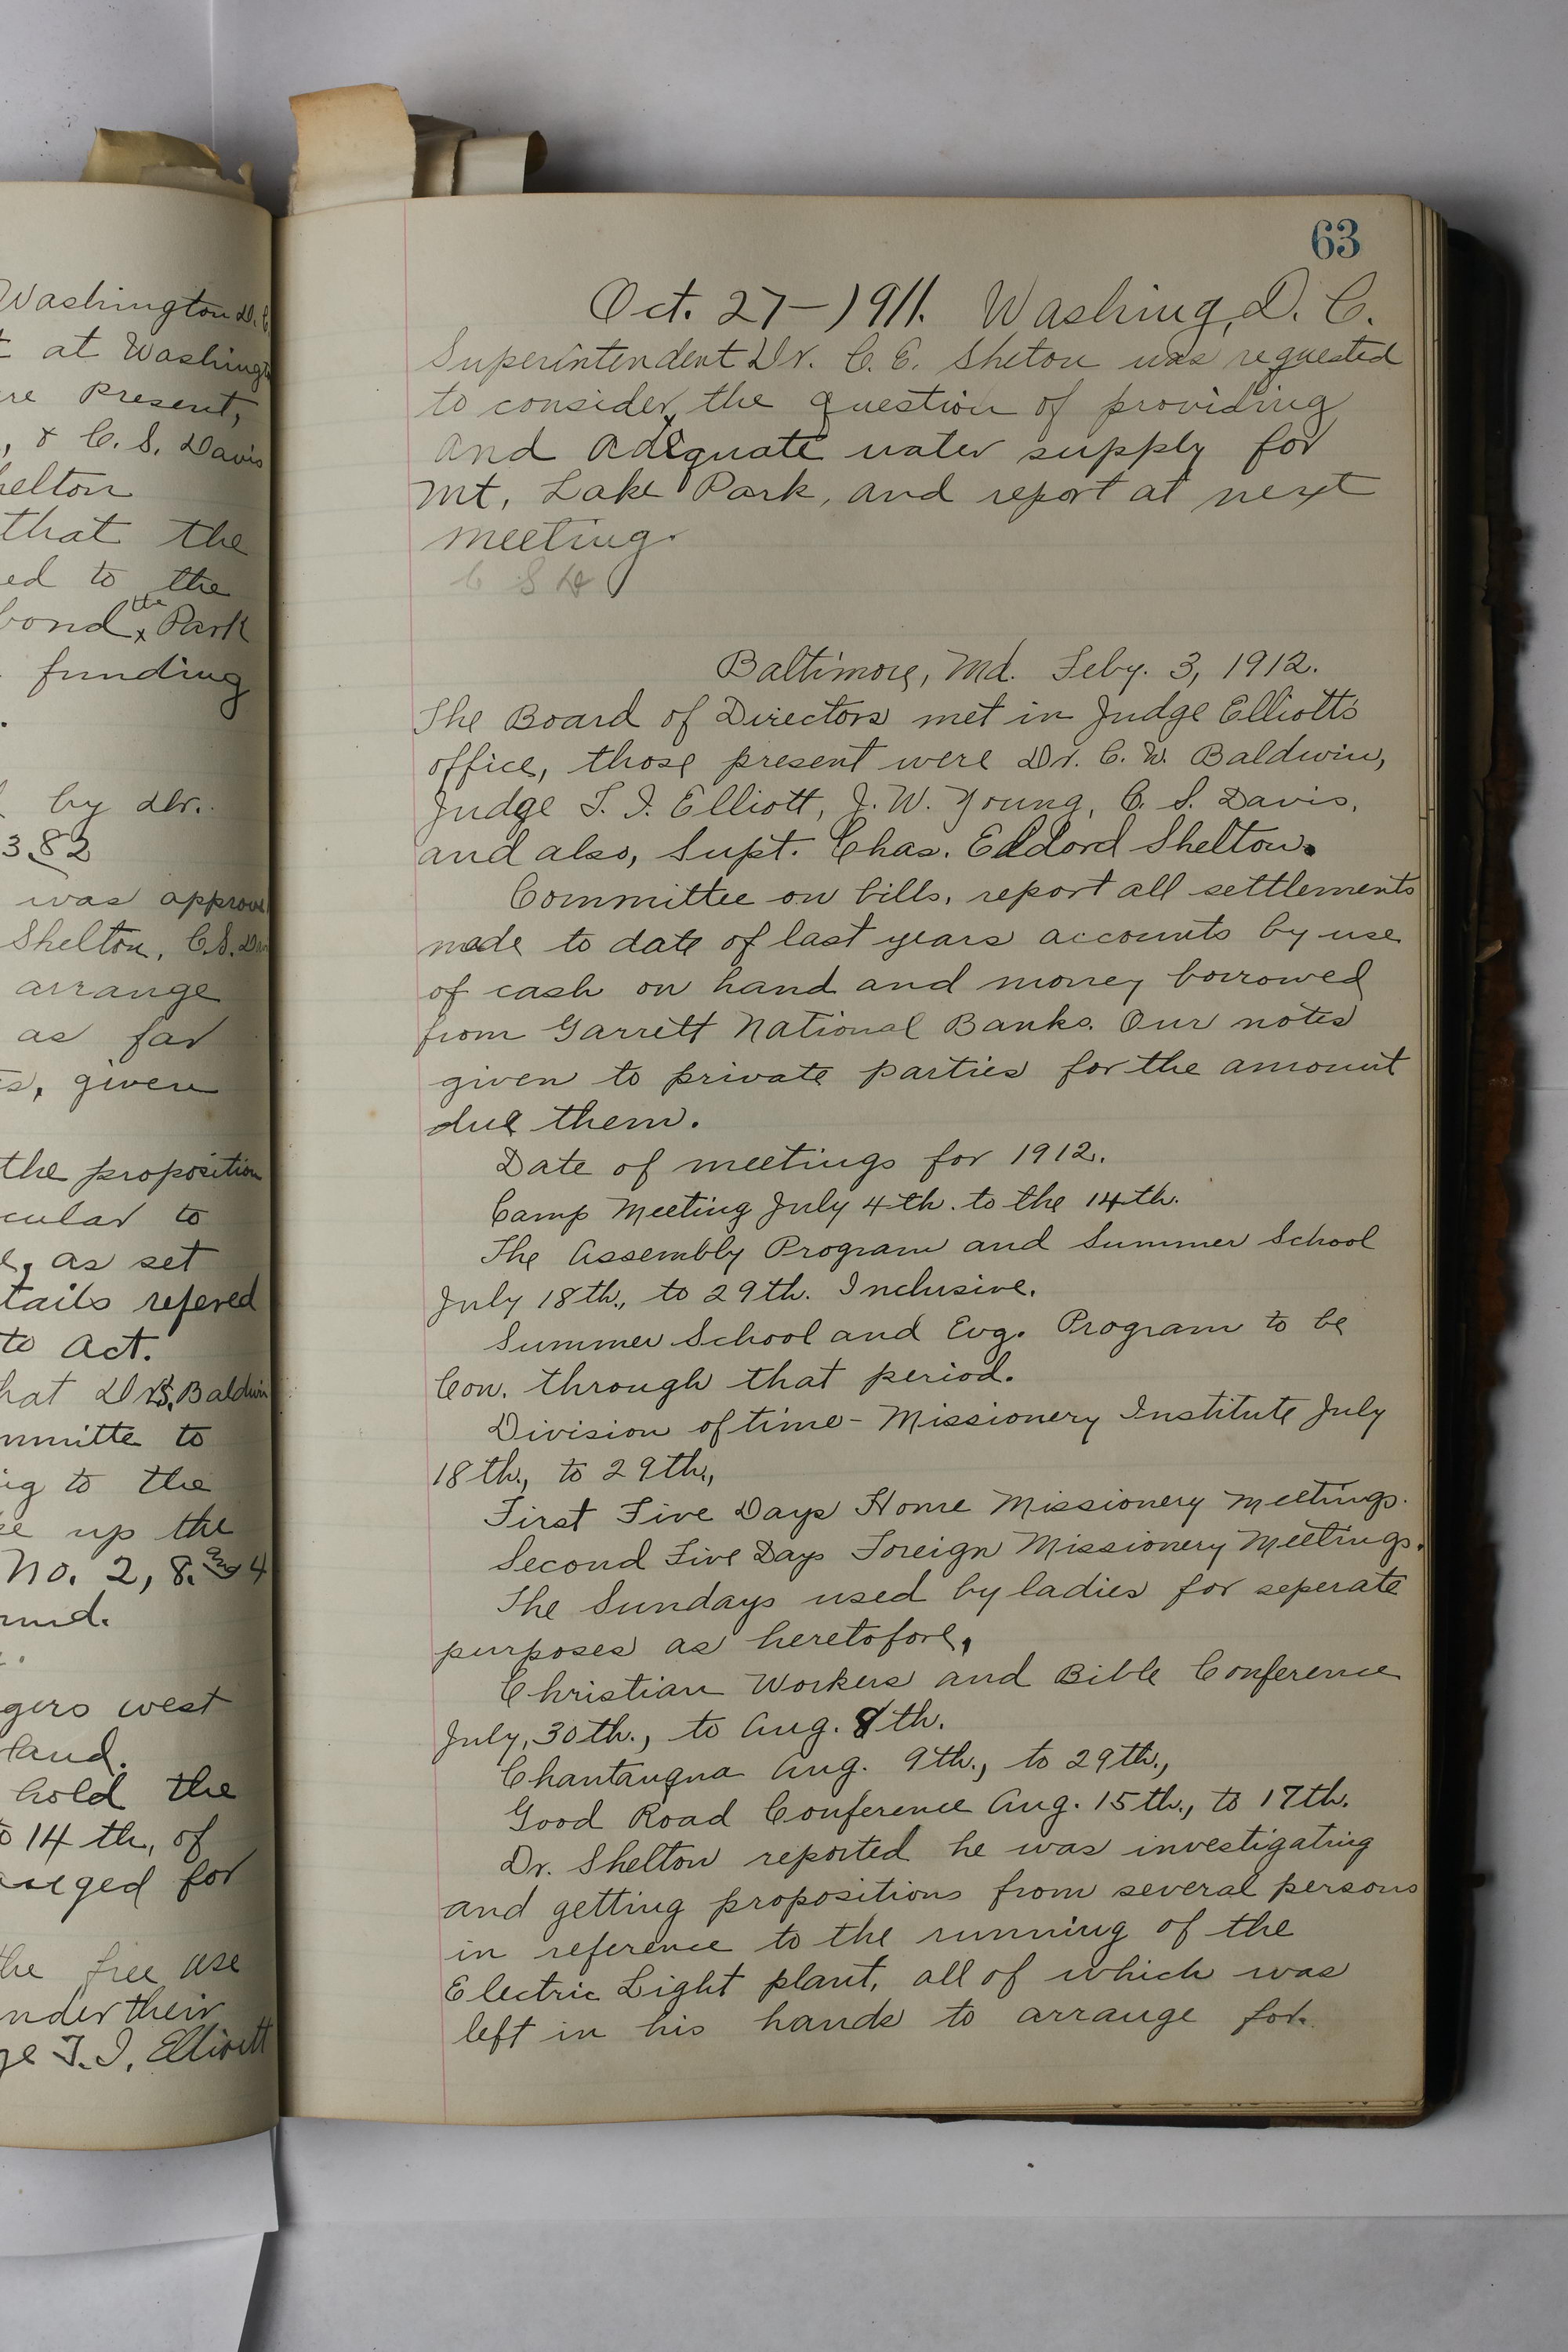 Washington D.C
at Washingt
re Present,
, & C. S. Davis
helton
that the
ed to the
bond the x Park
funding
by Dr.
382
was approve
Shelton, C.S. Da
arrange
as far
s, given
the proposition
cular to
e, as set
tails refered
to Act.
hat Drs. Baldwin
mmitte to
ig to the
ke up the
No. 2, 8. and 4
rund.
gers west
land.
hold the
to 14 th, of
anged for
the free use
nder their
ge T. I. Elliott
63
Oct. 27-1911. Washing, D. C.
Superintendent Dr. C. E. Sheton was requested
to consider, the question of providing
and adequate water supply for
Mt, Lake Park, and report at next
meeting.
C S D
Baltimore, Md. Feby. 3, 1912.
The Board of Directors met in Judge Elliotts
office, those present were Dr. C. W. Baldwin,
Judge T. I. Elliott, J. W. Young, C. S. Davis,
and also, Supt. Chas. Eldord Shelton.
Committee on bills, report all settlements
made to date of last years accounts by use
of cash on hand and money borrowed
from Garrett National Banks. Our notes
given to private parties for the amount
due them.
Date of meetings for 1912.
Camp Meeting July 4th. to the 14th.
The Assembly Program and Summer School
July 18th., to 29th. Inclusive.
Summer School and Evg. Program to be
Con. through that period.
Division of time - Missionery Institute July
18th., to 29th.,
First Five Days Home Missionery Meetings.
Second Five Days Foreign Missionery Meetings.
The Sundays used by ladies for seperate
purposes as heretofore,
Christian Workers and Bible Conference
July, 30th., to Aug. 8th.
Chantauqna Aug. 9th., to 29th.,
Good Road Conference Aug. 15th., to 17th.
Dr. Shelton reported he was investigating
and getting propositions from several persons
in reference to the running of the
Electric Light plant, all of which was
left in his hands to arrange for.